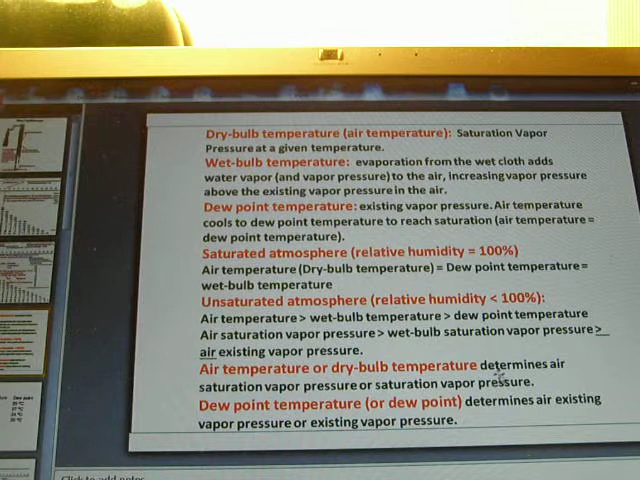 Dry-bulb temperature (air temperature): Saturation Vapor
Pressure at a given temperature.
Wet-bulb temperature: evaporation from the wet cloth adds
water vapor (and vapor pressure) to the air, increasing vapor pressure
above the existing vapor pressure in the air.
Dew point temperature: existing vapor pressure. Air temperature
cools to dew point temperature to reach saturation (air temperature =
dew point temperature).
Saturated atmosphere (relative humidity = 100%)
Air temperature (Dry-bulb temperature) = Dew point temperature =
wet-bulb temperature
Unsaturated atmosphere (relative humidity < 100%):
Air temperature > wet-bulb temperature > dew point temperature
Air saturation vapor pressure > wet-bulb saturation vapor pressure >
air existing vapor pressure.
Air temperature or dry-bulb temperature determines air
saturation vapor pressure or saturation vapor pressure.
Dew point temperature (or dew point) determines air existing
vapor pressure or existing vapor pressure.
Click to add notes